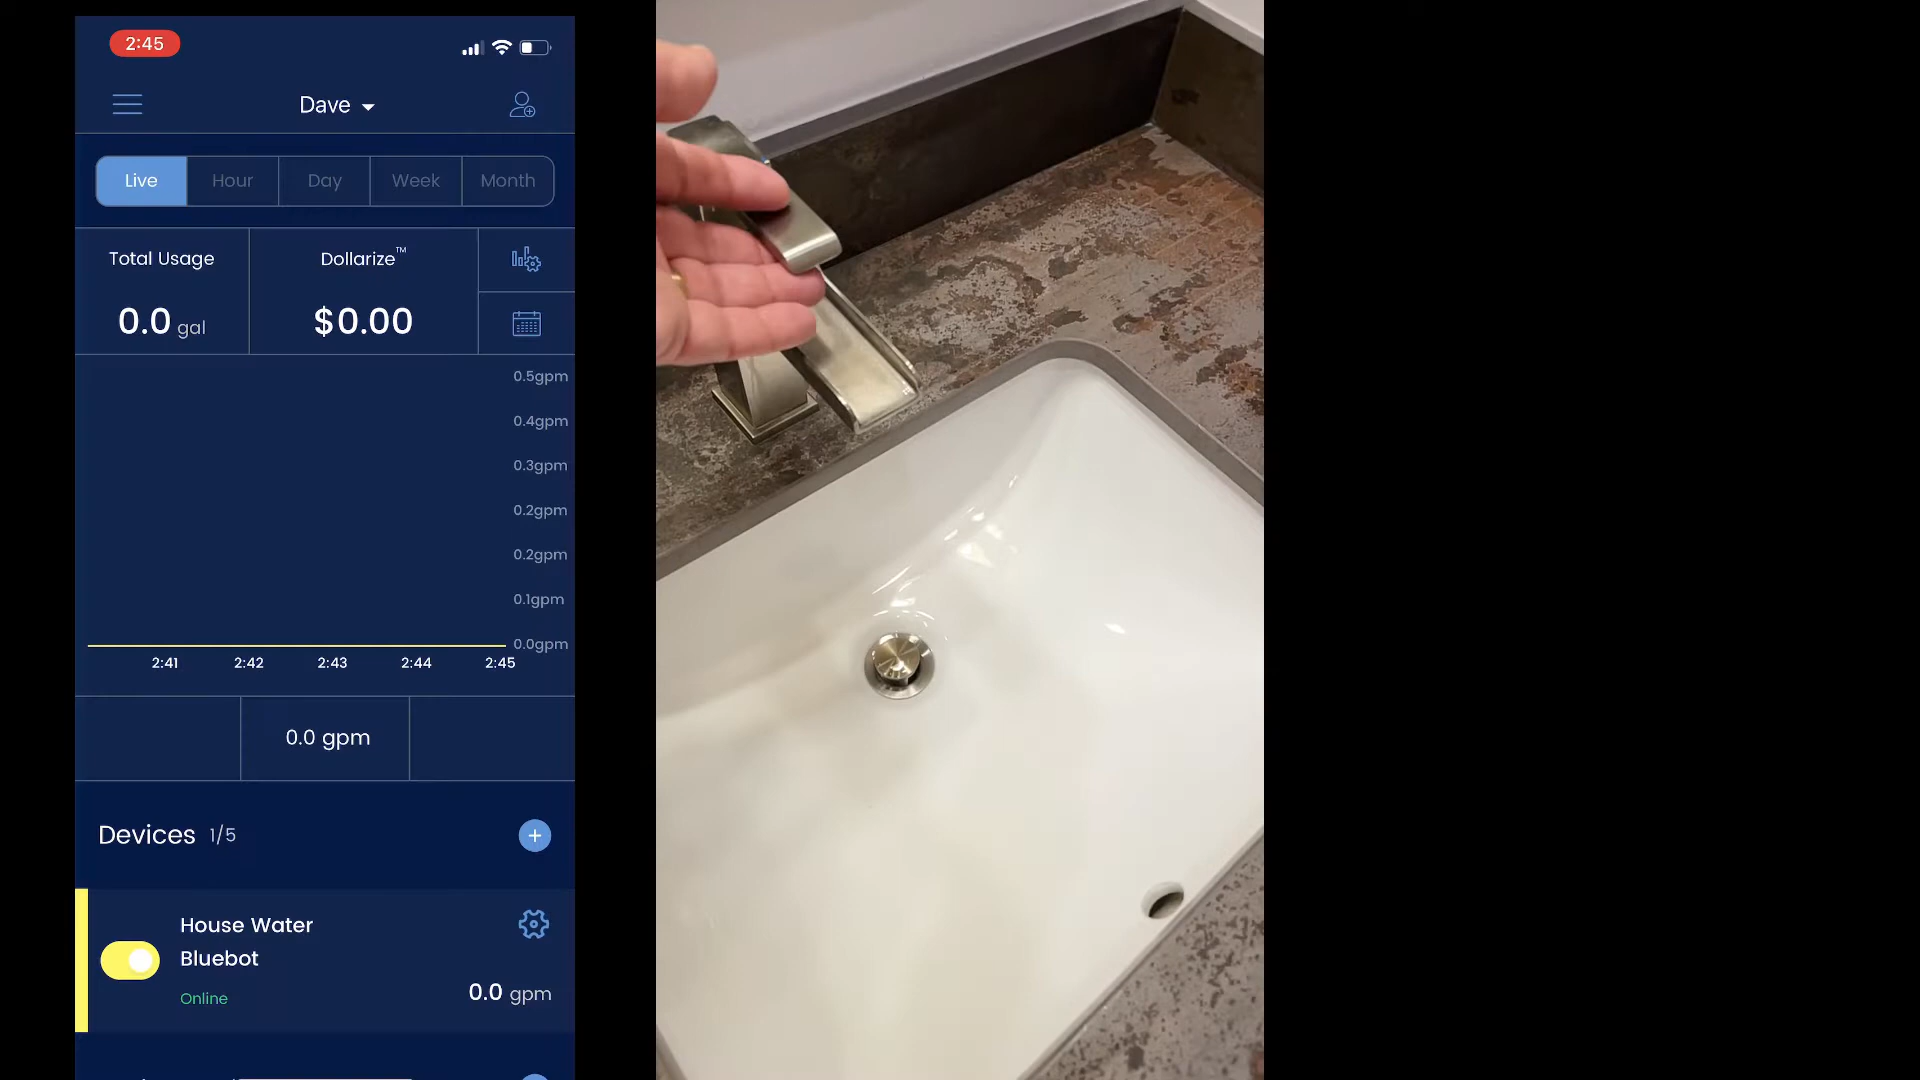 2:45
Dave
Live Hour Day Week Month
Total Usage
0.0 gal
Dollarize™
$0.00
0.5gpm
0.4gpm
0.3gpm
0.2gpm
0.2gpm
0.1gpm
0.0gpm
2:41 2:42 2:43 2:44 2:45
0.0 gpm
Devices 1/5
House Water
Bluebot
Online
0.0 gpm